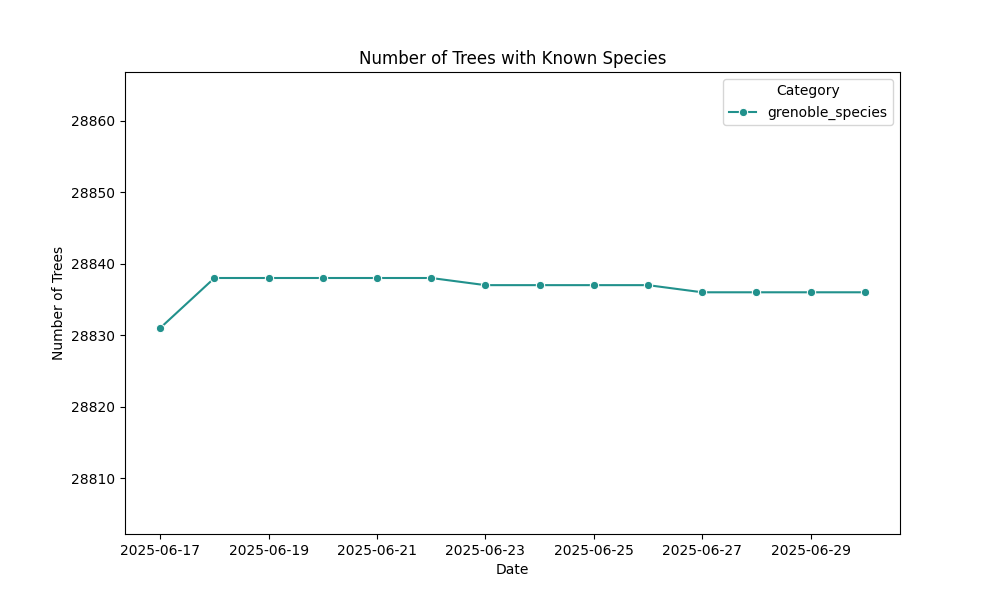 Number of Trees with Known Species
Category
grenoble_species
28860
28850
28840
28830
28820
28810
Number of Trees
2025-06-17
2025-06-19
2025-06-21
2025-06-23
2025-06-25
2025-06-27
2025-06-29
Date